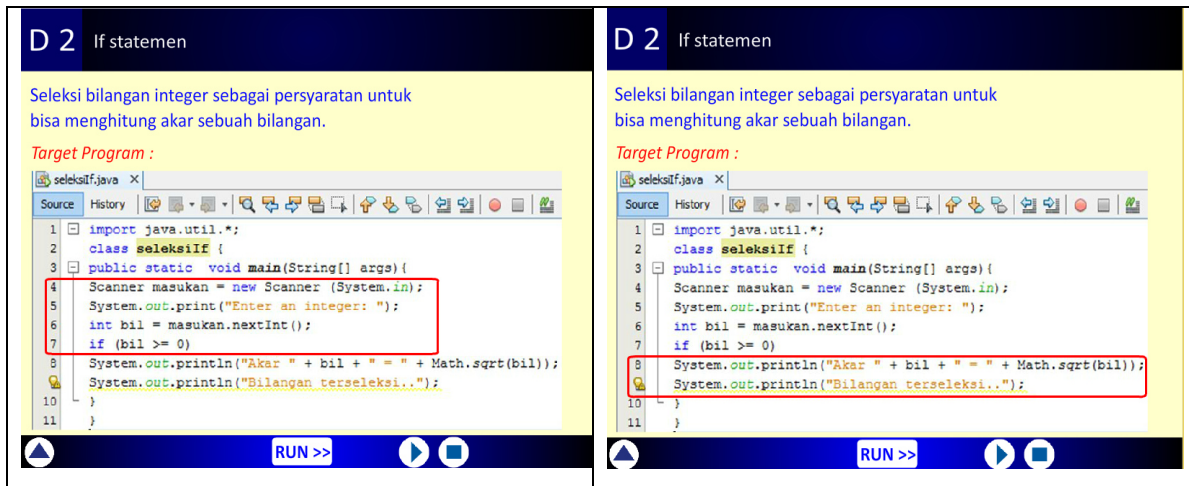 D 2 If statemen
Seleksi bilangan integer sebagai persyaratan untuk
bisa menghitung akar sebuah bilangan.
Target Program :
seleksiIf.java X
Source History
1 import java.util.*;
2 class seleksiIf {
3 public static void main(String[] args){
4 Scanner masukan = new Scanner (System.in);
5 System.out.print("Enter an integer: ");
6 int bil = masukan.nextInt();
7 if (bil >= 0)
8 System.out.println("Akar " + bil + " = " + Math.sqrt(bil));
System.out.println("Bilangan terseleksi..");
10 }
11 }
RUN >>
D 2 If statemen
Seleksi bilangan integer sebagai persyaratan untuk
bisa menghitung akar sebuah bilangan.
Target Program :
seleksiIf.java X
Source History
1 import java.util.*;
2 class seleksiIf {
3 public static void main(String[] args){
4 Scanner masukan = new Scanner (System.in);
5 System.out.print("Enter an integer: ");
6 int bil = masukan.nextInt();
7 if (bil >= 0)
8 System.out.println("Akar " + bil + " = " + Math.sqrt(bil));
System.out.println("Bilangan terseleksi..");
10 }
11 }
RUN >>